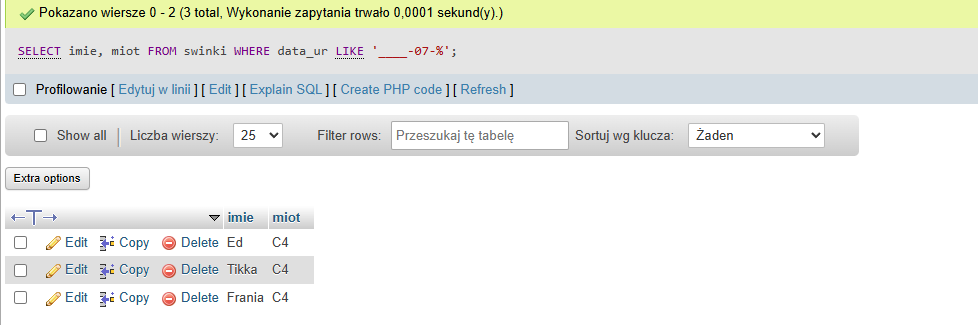 Pokazano wiersze 0 - 2 (3 total, Wykonanie zapytania trwało 0,0001 sekund(y).)
SELECT imie, miot FROM swinki WHERE data_ur LIKE '____-07-%';
Profilowanie [ Edytuj w linii ] [ Edit ] [ Explain SQL ] [ Create PHP code ] [ Refresh ]
Show all Liczba wierszy: 25 Filter rows: Przeszukaj tę tabelę Sortuj wg klucza: Żaden
Extra options
imie miot
Edit Copy Delete Ed C4
Edit Copy Delete Tikka C4
Edit Copy Delete Frania C4